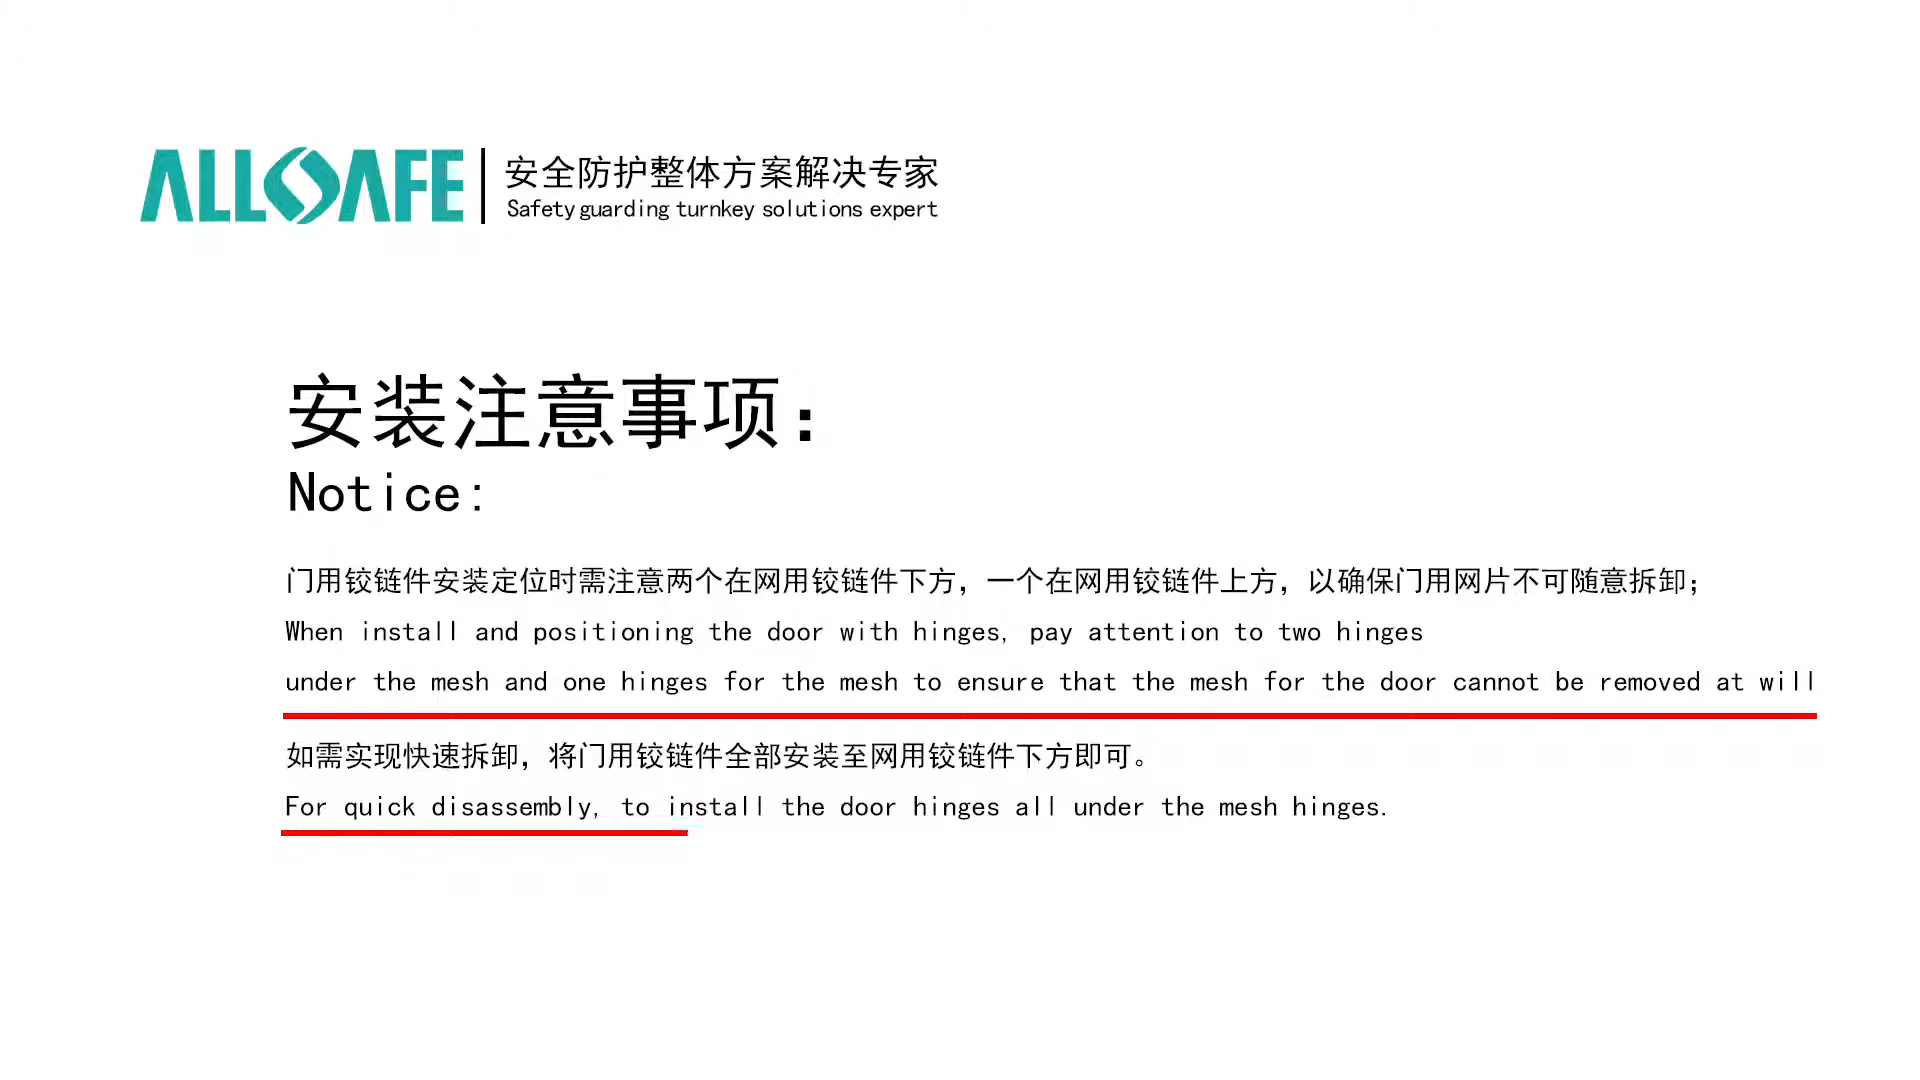 ALLSAFE
安全防护整体方案解决专家
Safety guarding turnkey solutions expert
安装注意事项：
Notice:
门用铰链件安装定位时需注意两个在网用铰链件下方，一个在网用铰链件上方，以确保门用网片不可随意拆卸；
When install and positioning the door with hinges, pay attention to two hinges
under the mesh and one hinges for the mesh to ensure that the mesh for the door cannot be removed at will
如需实现快速拆卸，将门用铰链件全部安装至网用铰链件下方即可。
For quick disassembly, to install the door hinges all under the mesh hinges.